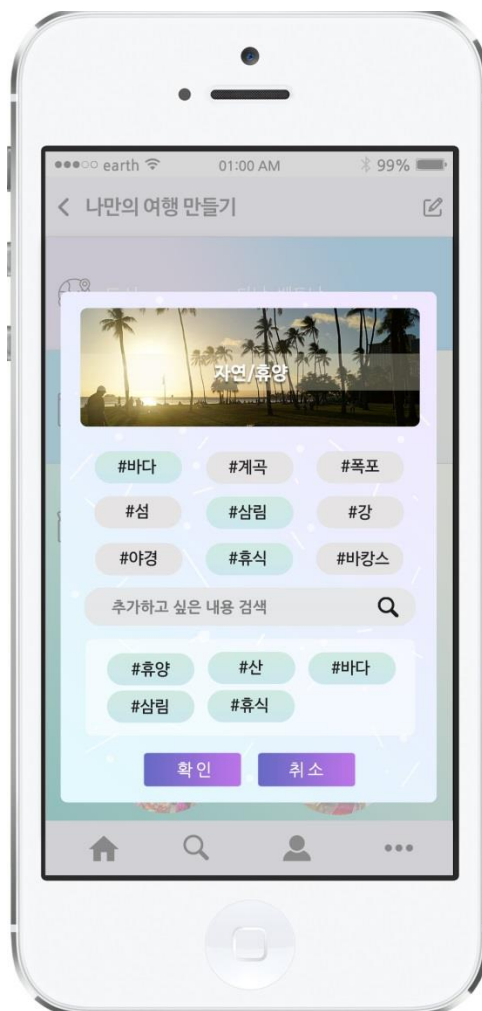 earth 01:00 AM 99%
나만의 여행 만들기
자연/휴양
#바다 #계곡 #폭포
#섬 #삼림 #강
#야경 #휴식 #바캉스
추가하고 싶은 내용 검색
#휴양 #산 #바다
#삼림 #휴식
확인 취소